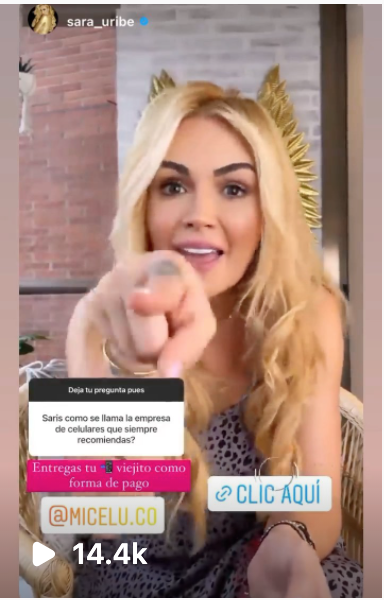 sara_uribe
Deja tu pregunta pues
Saris como se llama la empresa
de celulares que siempre
recomiendas?
Entregas tu 📲 viejito como
forma de pago
CLIC AQUÍ
@MICELU.CO
14.4k